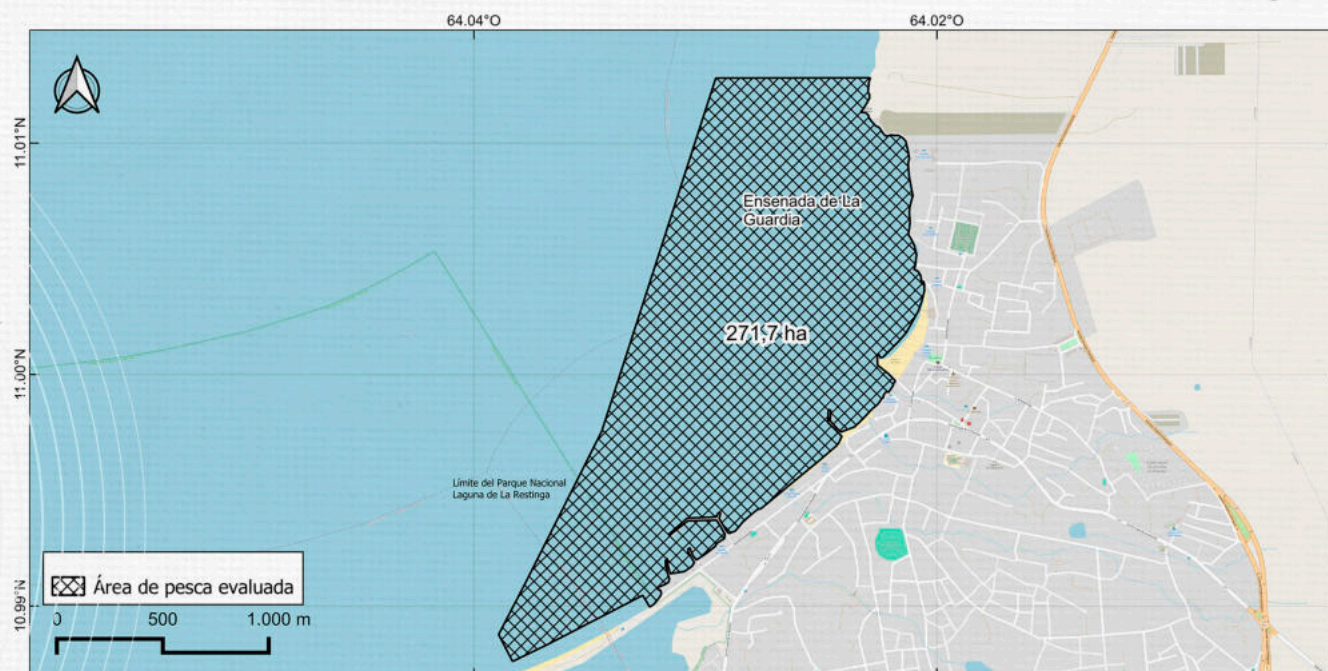 64.04°O
64.02°O
11.01°N
Ensenada de La
Guardia
271,7 ha
11.00°N
Límite del Parque Nacional
Laguna de La Restinga
Área de pesca evaluada
10.99°N
0
500
1.000 m